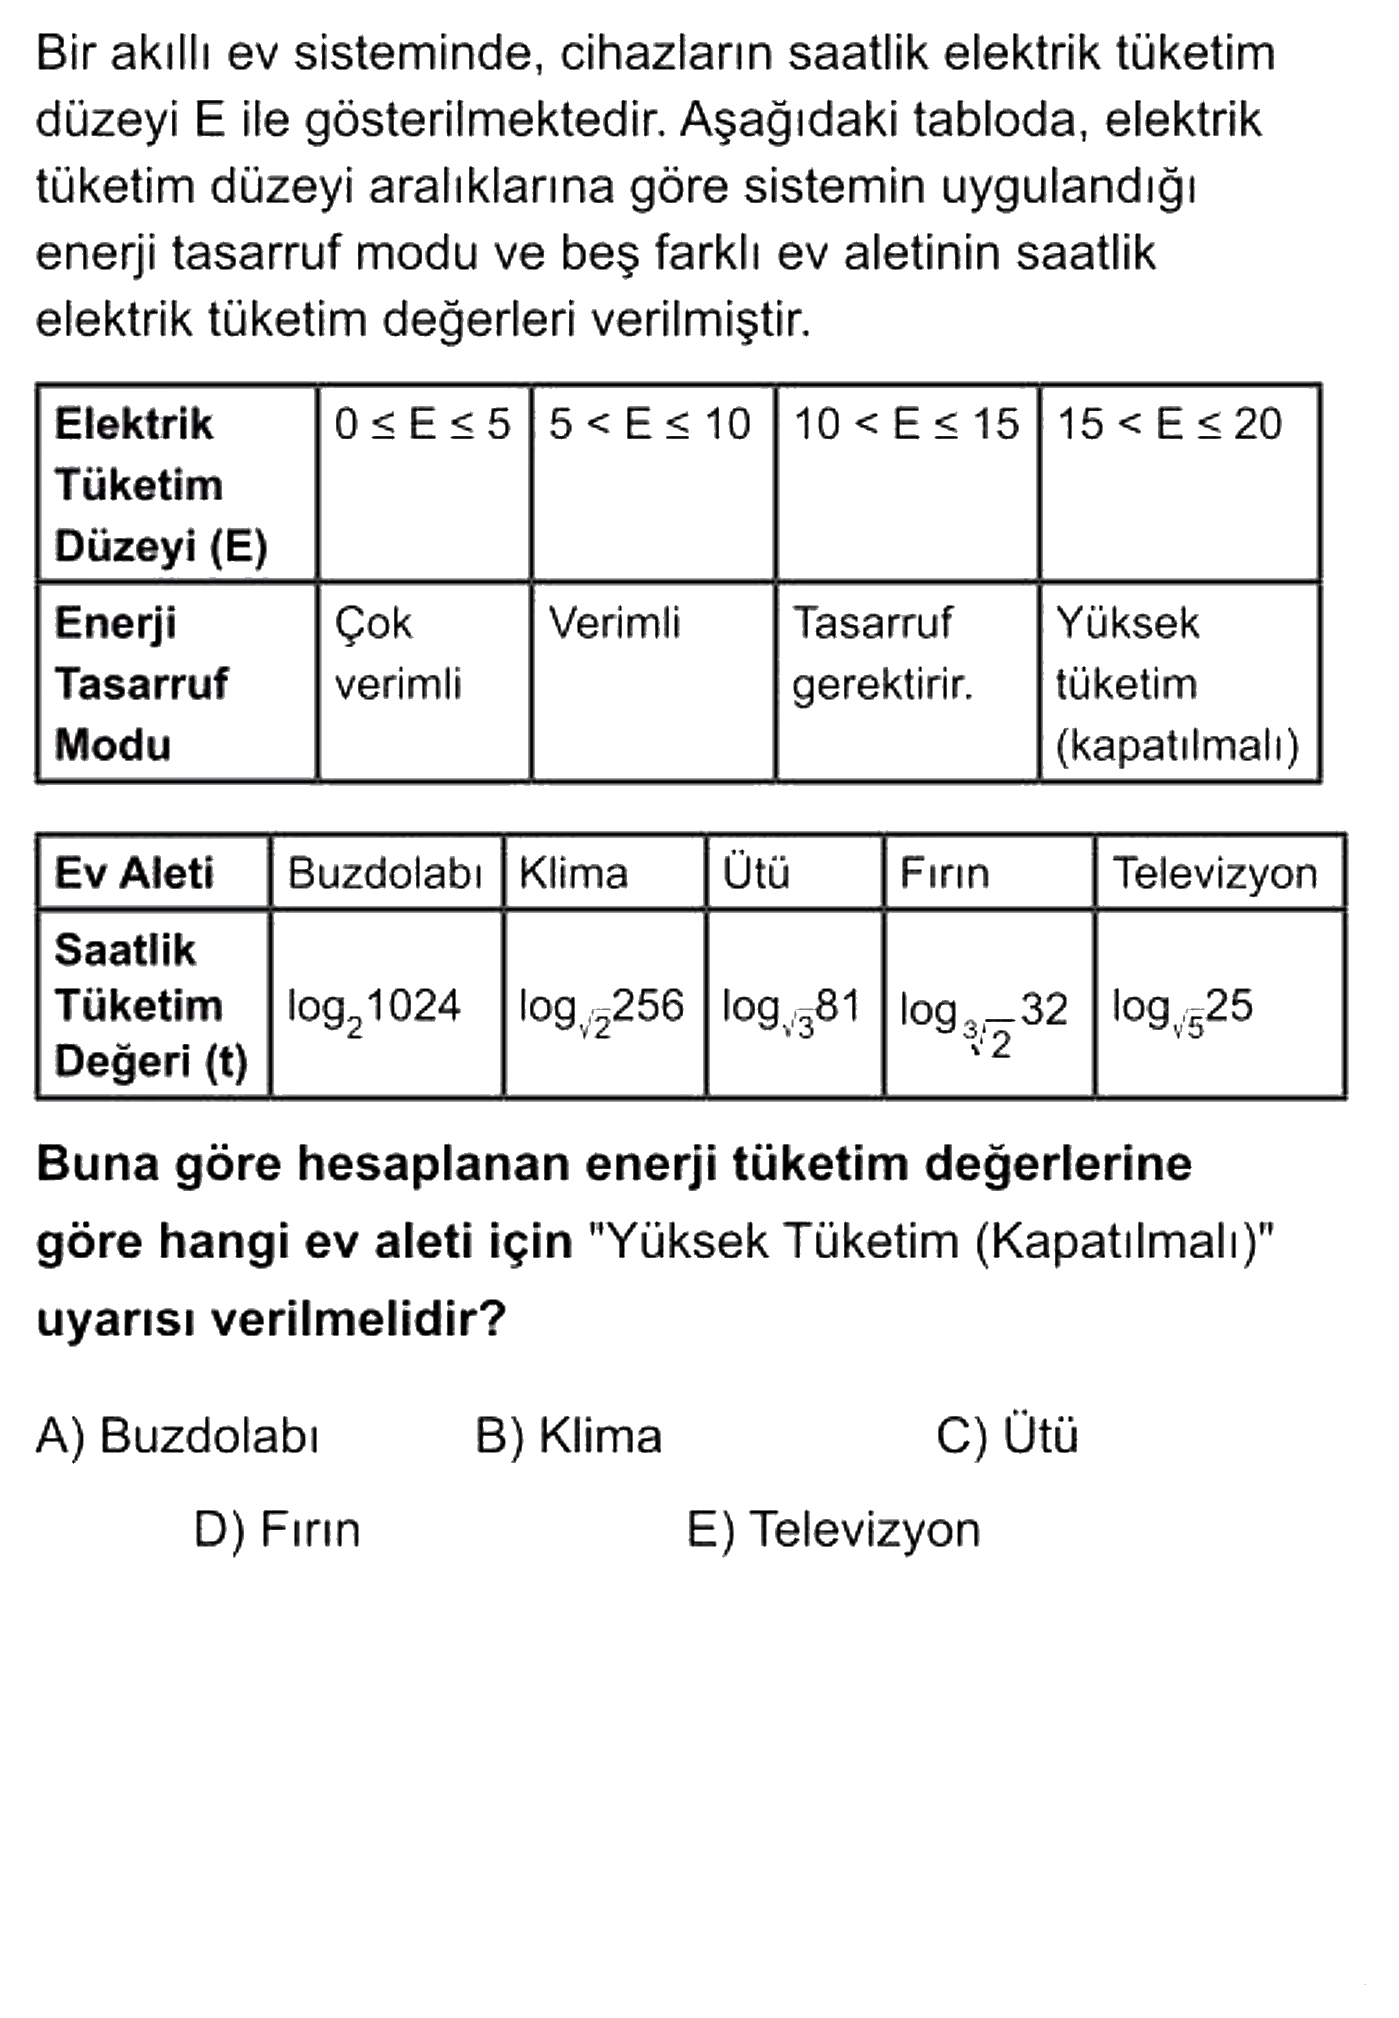 Bir akıllı ev sisteminde, cihazların saatlik elektrik tüketim
düzeyi E ile gösterilmektedir. Aşağıdaki tabloda, elektrik
tüketim düzeyi aralıklarına göre sistemin uygulandığı
enerji tasarruf modu ve beş farklı ev aletinin saatlik
elektrik tüketim değerleri verilmiştir.
Elektrik Tüketim Düzeyi (E) | 0 ≤ E ≤ 5 | 5 < E ≤ 10 | 10 < E ≤ 15 | 15 < E ≤ 20
Enerji Tasarruf Modu | Çok verimli | Verimli | Tasarruf gerektirir. | Yüksek tüketim (kapatılmalı)
Ev Aleti | Buzdolabı | Klima | Ütü | Fırın | Televizyon
Saatlik Tüketim Değeri (t) | log₂1024 | log_√2 256 | log_√3 81 | log_∛2 32 | log_√5 25
Buna göre hesaplanan enerji tüketim değerlerine
göre hangi ev aleti için "Yüksek Tüketim (Kapatılmalı)"
uyarısı verilmelidir?
A) Buzdolabı B) Klima C) Ütü
D) Fırın E) Televizyon